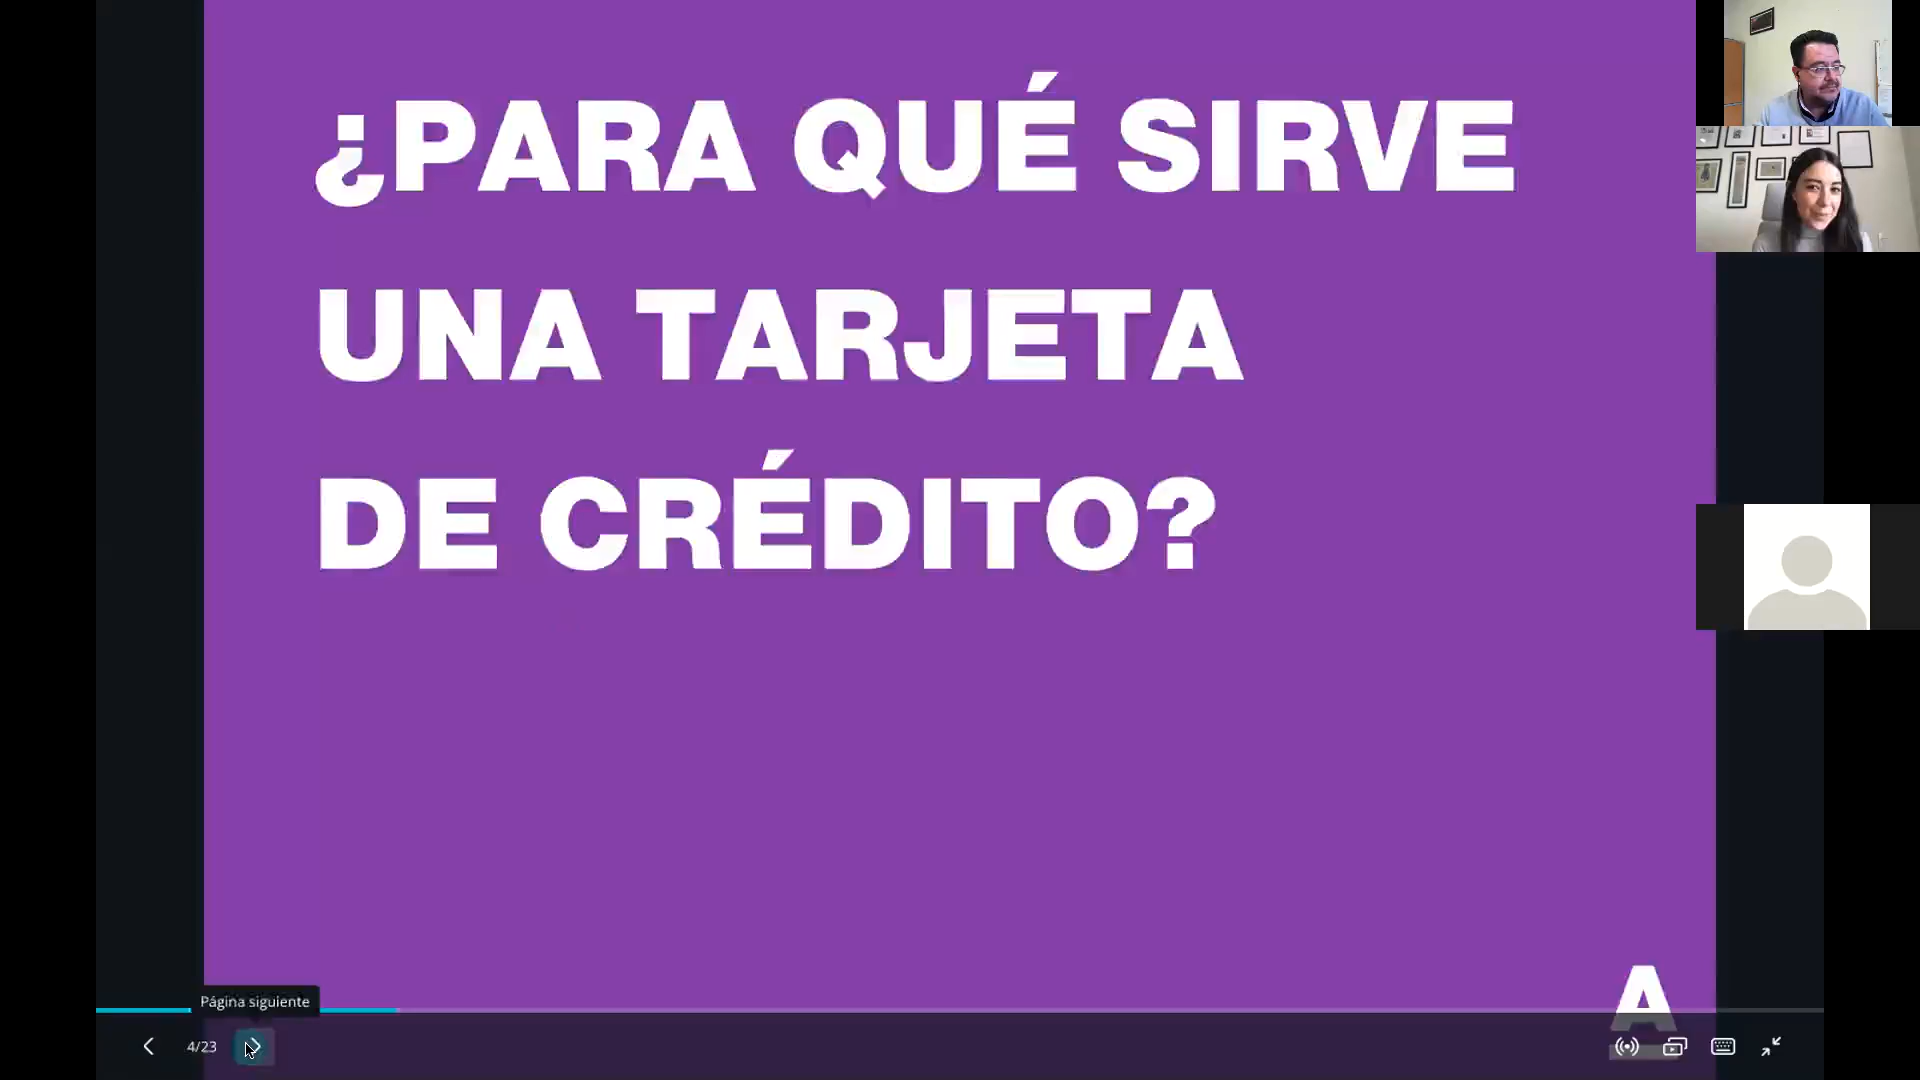 ¿PARA QUÉ SIRVE
UNA TARJETA
DE CRÉDITO?
A
Página siguiente
4/23